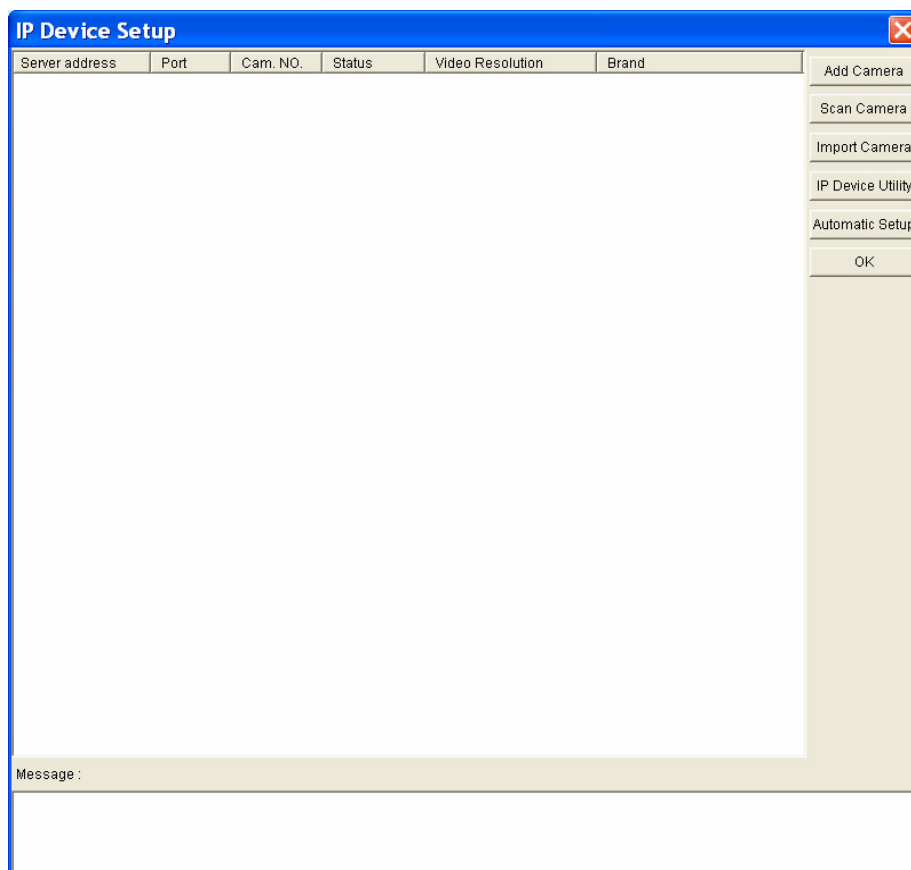 IP Device Setup
Server address Port Cam. NO. Status Video Resolution Brand
Add Camera
Scan Camera
Import Camera
IP Device Utility
Automatic Setup
OK
Message :